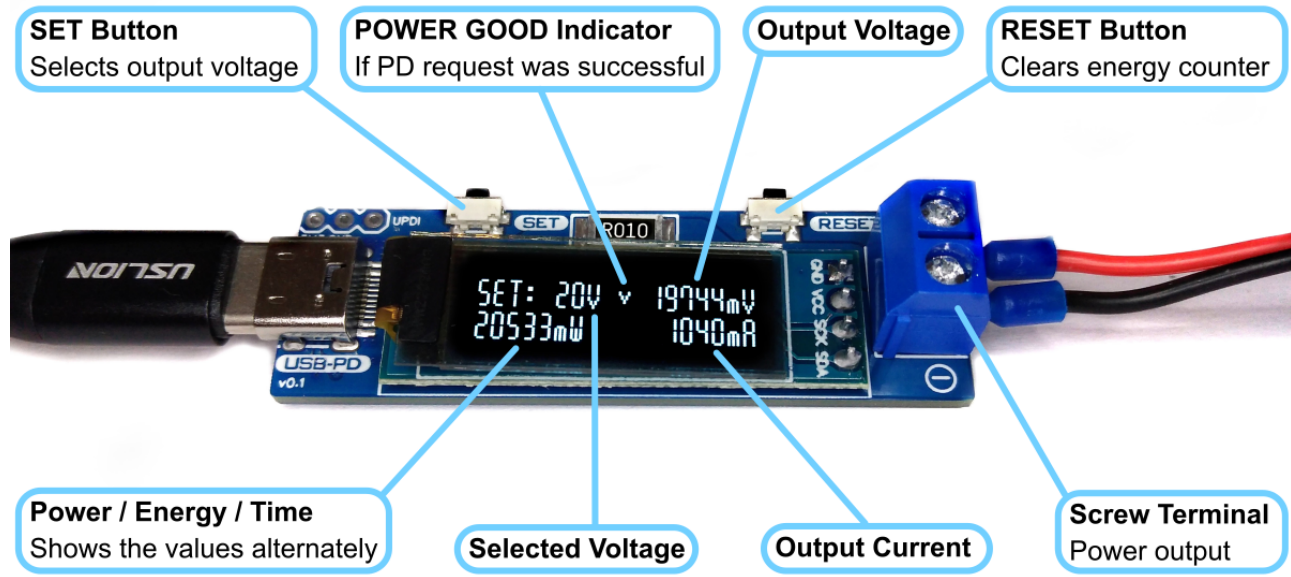 SET Button
Selects output voltage
POWER GOOD Indicator
If PD request was successful
Output Voltage
RESET Button
Clears energy counter
UPDI
SET
R010
RESET
USLION
SET: 20V v 19744mV
20533mW 1040mA
GND
VCC
SCK
SDA
USB-PD
v0.1
Power / Energy / Time
Shows the values alternately
Selected Voltage
Output Current
Screw Terminal
Power output